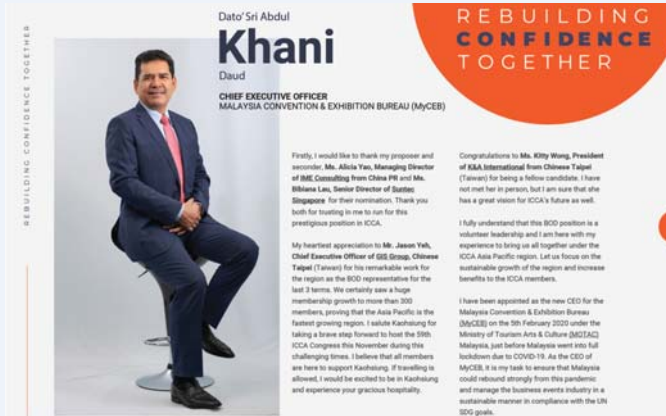 REBUILDING CONFIDENCE TOGETHER
Dato' Sri Abdul
Khani
Daud
CHIEF EXECUTIVE OFFICER
MALAYSIA CONVENTION & EXHIBITION BUREAU (MyCEB)
REBUILDING
CONFIDENCE
TOGETHER
Firstly, I would like to thank my proposer and
seconder, Ms. Alicia Yao, Managing Director
of IME Consulting from China PR and Ms.
Bibiana Lau, Senior Director of Suntec
Singapore for their nomination. Thank you
both for trusting in me to run for this
prestigious position in ICCA.
My heartiest appreciation to Mr. Jason Yeh,
Chief Executive Officer of GIS Group, Chinese
Taipei (Taiwan) for his remarkable work for
the region as the BOD representative for the
last 3 terms. We certainly saw a huge
membership growth to more than 300
members, proving that the Asia Pacific is the
fastest growing region. I salute Kaohsiung for
taking a brave step forward to host the 59th
ICCA Congress this November during this
challenging times. I believe that all members
are here to support Kaohsiung. If travelling is
allowed, I would be excited to be in Kaohsiung
and experience your gracious hospitality.
Congratulations to Ms. Kitty Wong, President
of K&A International from Chinese Taipei
(Taiwan) for being a fellow candidate. I have
not met her in person, but I am sure that she
has a great vision for ICCA's future as well.
I fully understand that this BOD position is a
volunteer leadership and I am here with my
experience to bring us all together under the
ICCA Asia Pacific region. Let us focus on the
sustainable growth of the region and increase
benefits to the ICCA members.
I have been appointed as the new CEO for the
Malaysia Convention & Exhibition Bureau
(MyCEB) on the 5th February 2020 under the
Ministry of Tourism Arts & Culture (MOTAC)
Malaysia, just before Malaysia went into full
lockdown due to COVID-19. As the CEO of
MyCEB, it is my task to ensure that Malaysia
could rebound strongly from this pandemic
and manage the business events industry in a
sustainable manner in compliance with the UN
SDG goals.